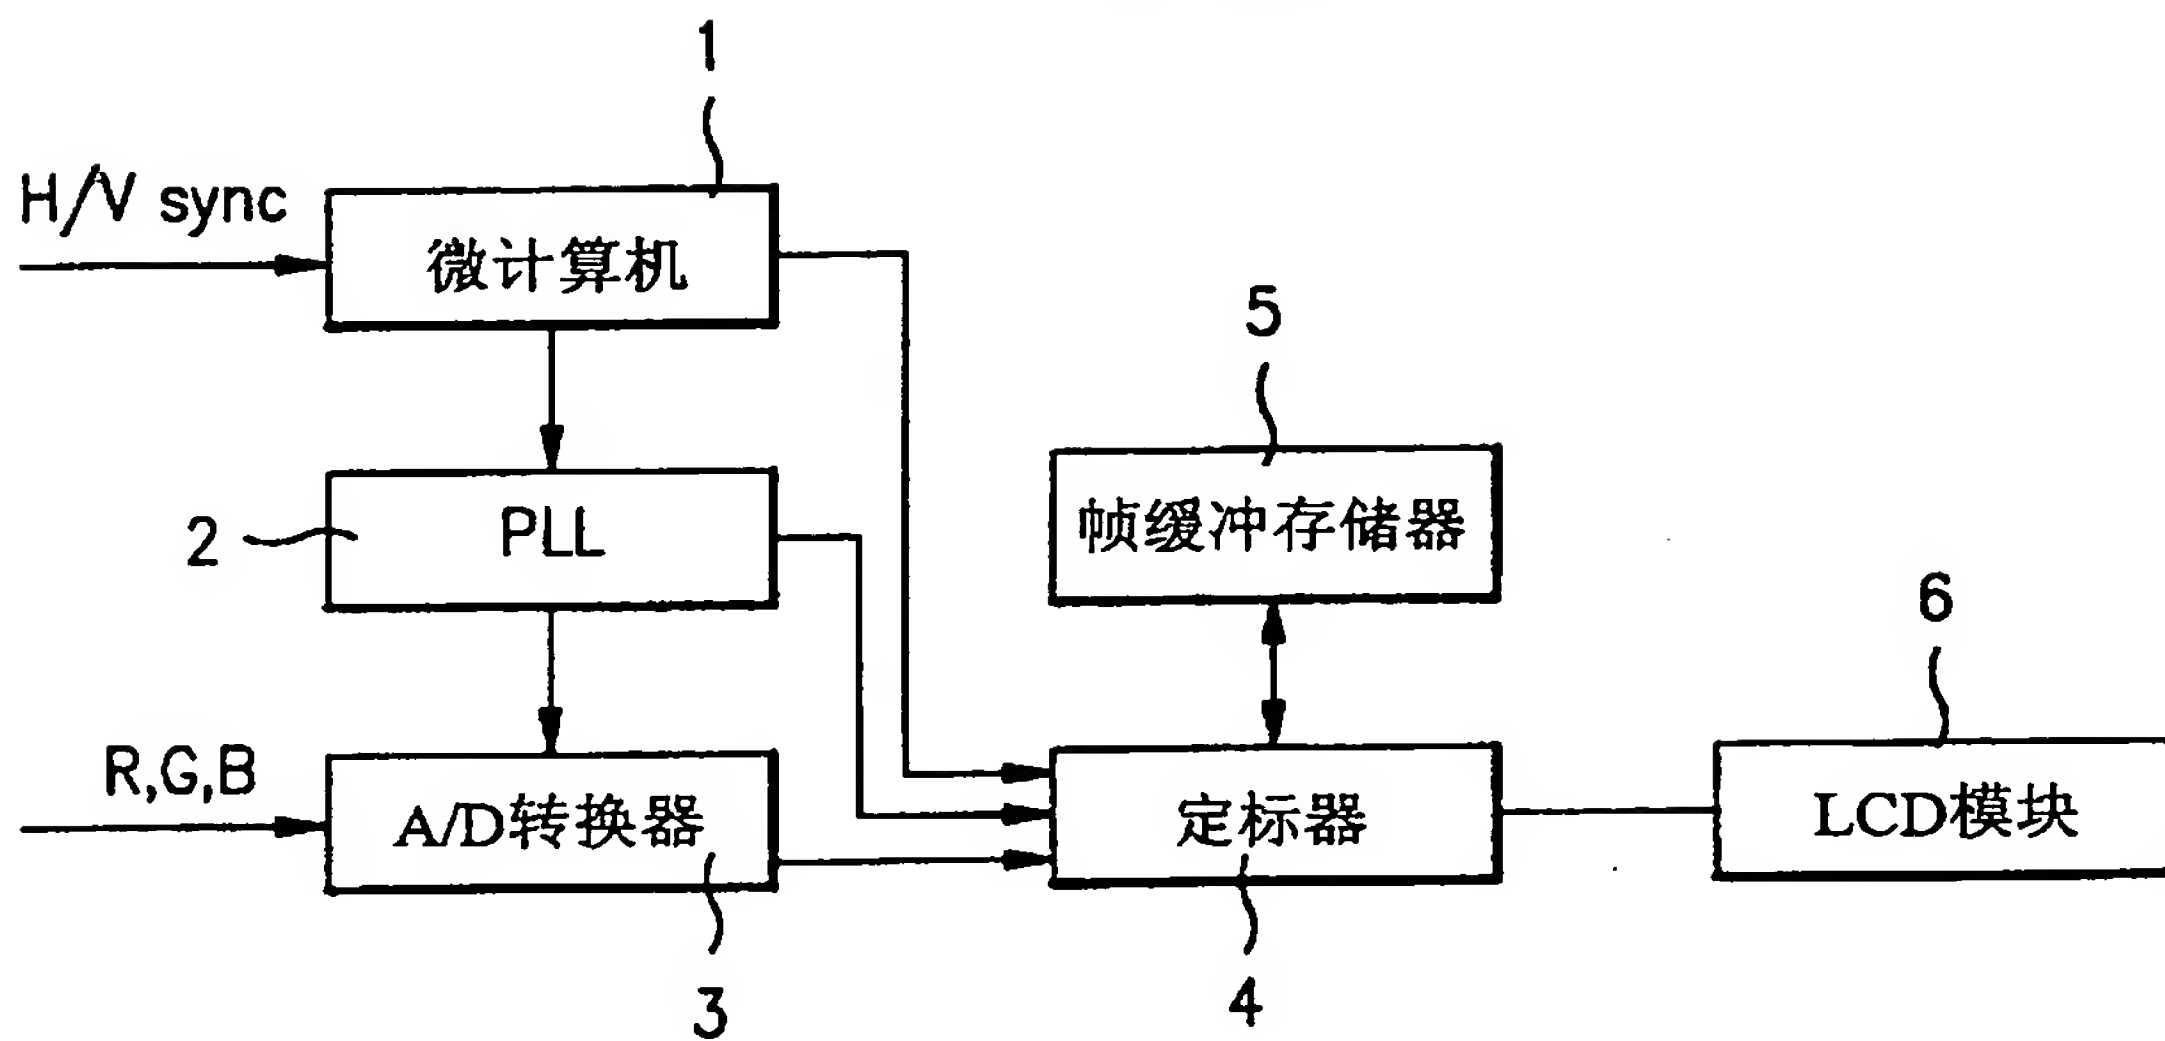 1
H/V sync
微计算机
5
2
PLL
帧缓冲存储器
6
R,G,B
A/D转换器
定标器
LCD模块
3
4